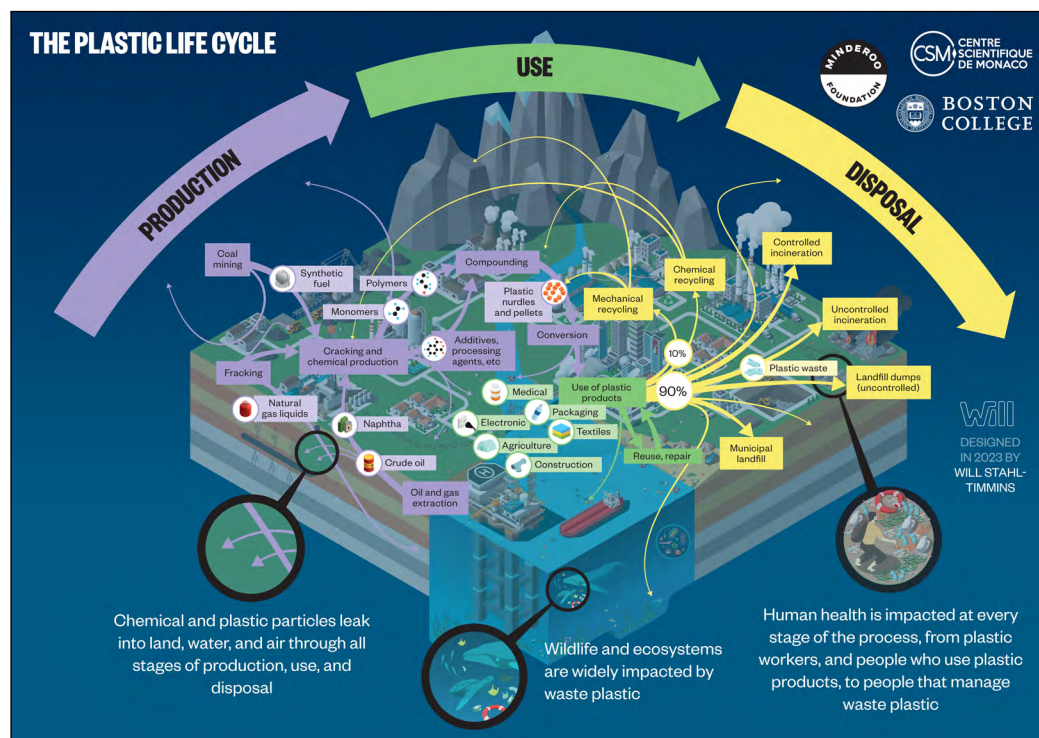 THE PLASTIC LIFE CYCLE
PRODUCTION
USE
DISPOSAL
MINDEROO
FOUNDATION
CSM
CENTRE
SCIENTIFIQUE
DE MONACO
BOSTON
COLLEGE
Coal
mining
Synthetic
fuel
Polymers
Monomers
Compounding
Plastic
nurdles
and pellets
Mechanical
recycling
Chemical
recycling
Controlled
incineration
Uncontrolled
incineration
Cracking and
chemical production
Additives,
processing
agents, etc
Conversion
10%
90%
Plastic waste
Landfill dumps
(uncontrolled)
Fracking
Natural
gas liquids
Naphtha
Crude oil
Oil and gas
extraction
Medical
Packaging
Electronic
Textiles
Agriculture
Construction
Use of plastic
products
Reuse, repair
Municipal
landfill
H
Will
DESIGNED
IN 2023 BY
WILL STAHL-
TIMMINS
Chemical and plastic particles leak
into land, water, and air through all
stages of production, use, and
disposal
Wildlife and ecosystems
are widely impacted by
waste plastic
Human health is impacted at every
stage of the process, from plastic
workers, and people who use plastic
products, to people that manage
waste plastic